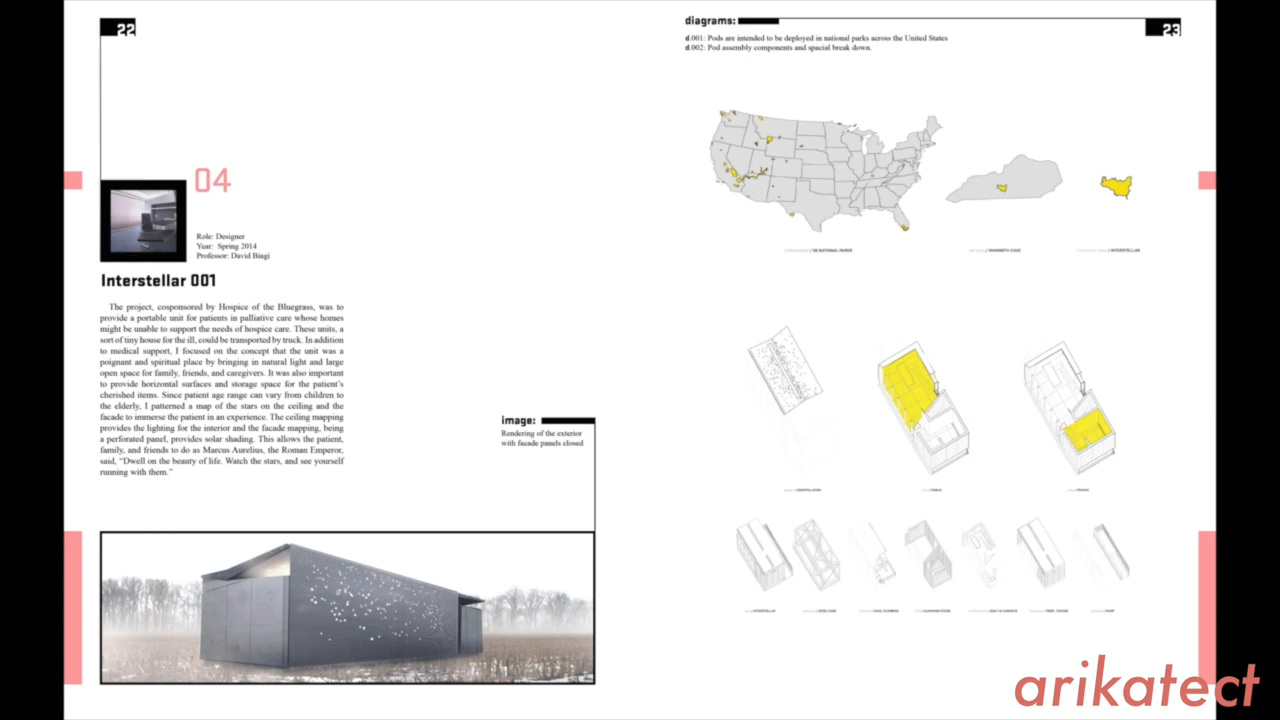 22
04
Role: Designer
Year: Spring 2014
Professor: David Biagi
Interstellar 001
The project, cosponsored by Hospice of the Bluegrass, was to
provide a portable unit for patients in palliative care whose homes
might be unable to support the needs of hospice care. These units, a
sort of tiny house for the ill, could be transported by truck. In addition
to medical support, I focused on the concept that the unit was a
poignant and spiritual place by bringing in natural light and large
open space for family, friends, and caregivers. It was also important
to provide horizontal surfaces and storage space for the patient's
cherished items. Since patient age range can vary from children to
the elderly, I patterned a map of the stars on the ceiling and the
facade to immerse the patient in an experience. The ceiling mapping
provides the lighting for the interior and the facade mapping, being
a perforated panel, provides solar shading. This allows the patient,
family, and friends to do as Marcus Aurelius, the Roman Emperor,
said, "Dwell on the beauty of life. Watch the stars, and see yourself
running with them."
image:
Rendering of the exterior
with facade panels closed
diagrams:
23
d.001: Pods are intended to be deployed in national parks across the United States
d.002: Pod assembly components and spacial break down.
/ 58 NATIONAL PARKS
// MAMMOTH CAVE
/ INTERSTELLAR
arikatect